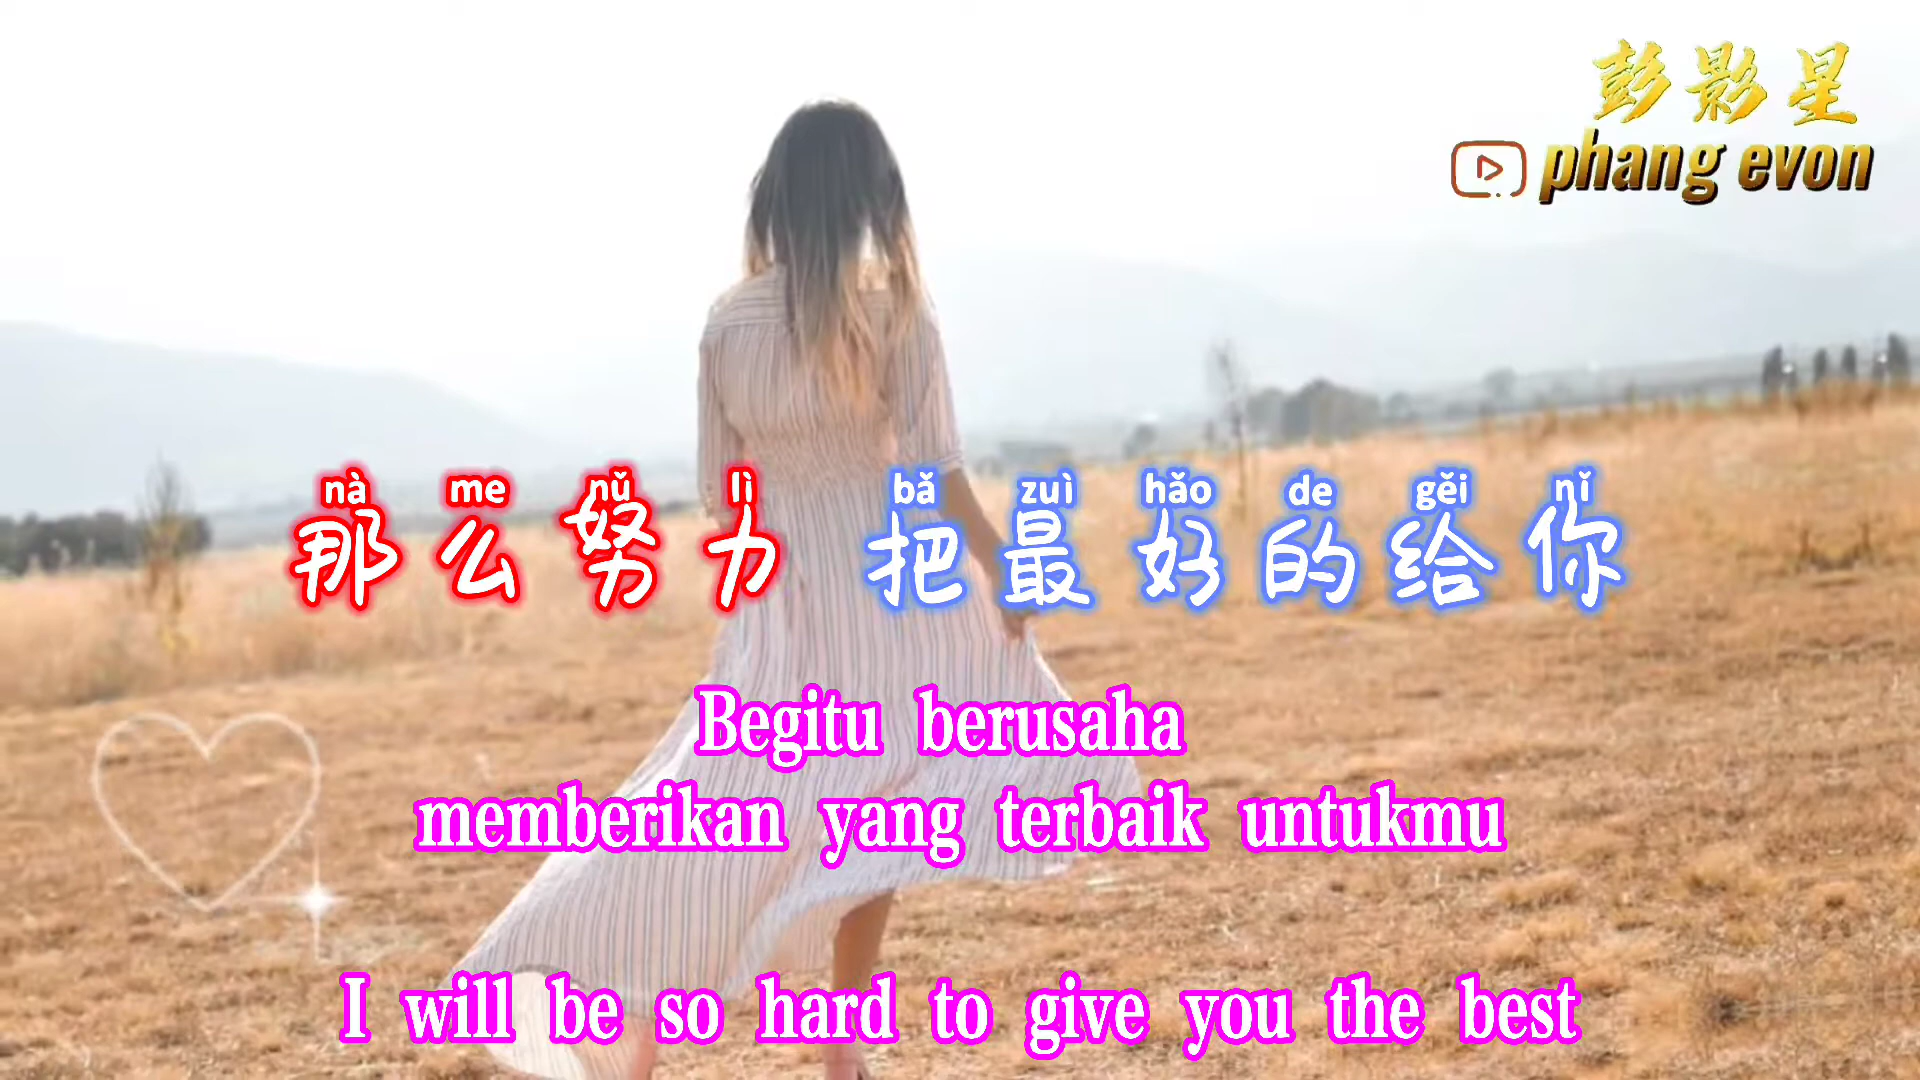 彭影星
phang evon
nà me nǔ lì bǎ zuì hǎo de gěi nǐ
那么努力 把最好的给你
Begitu berusaha
memberikan yang terbaik untukmu
I will be so hard to give you the best